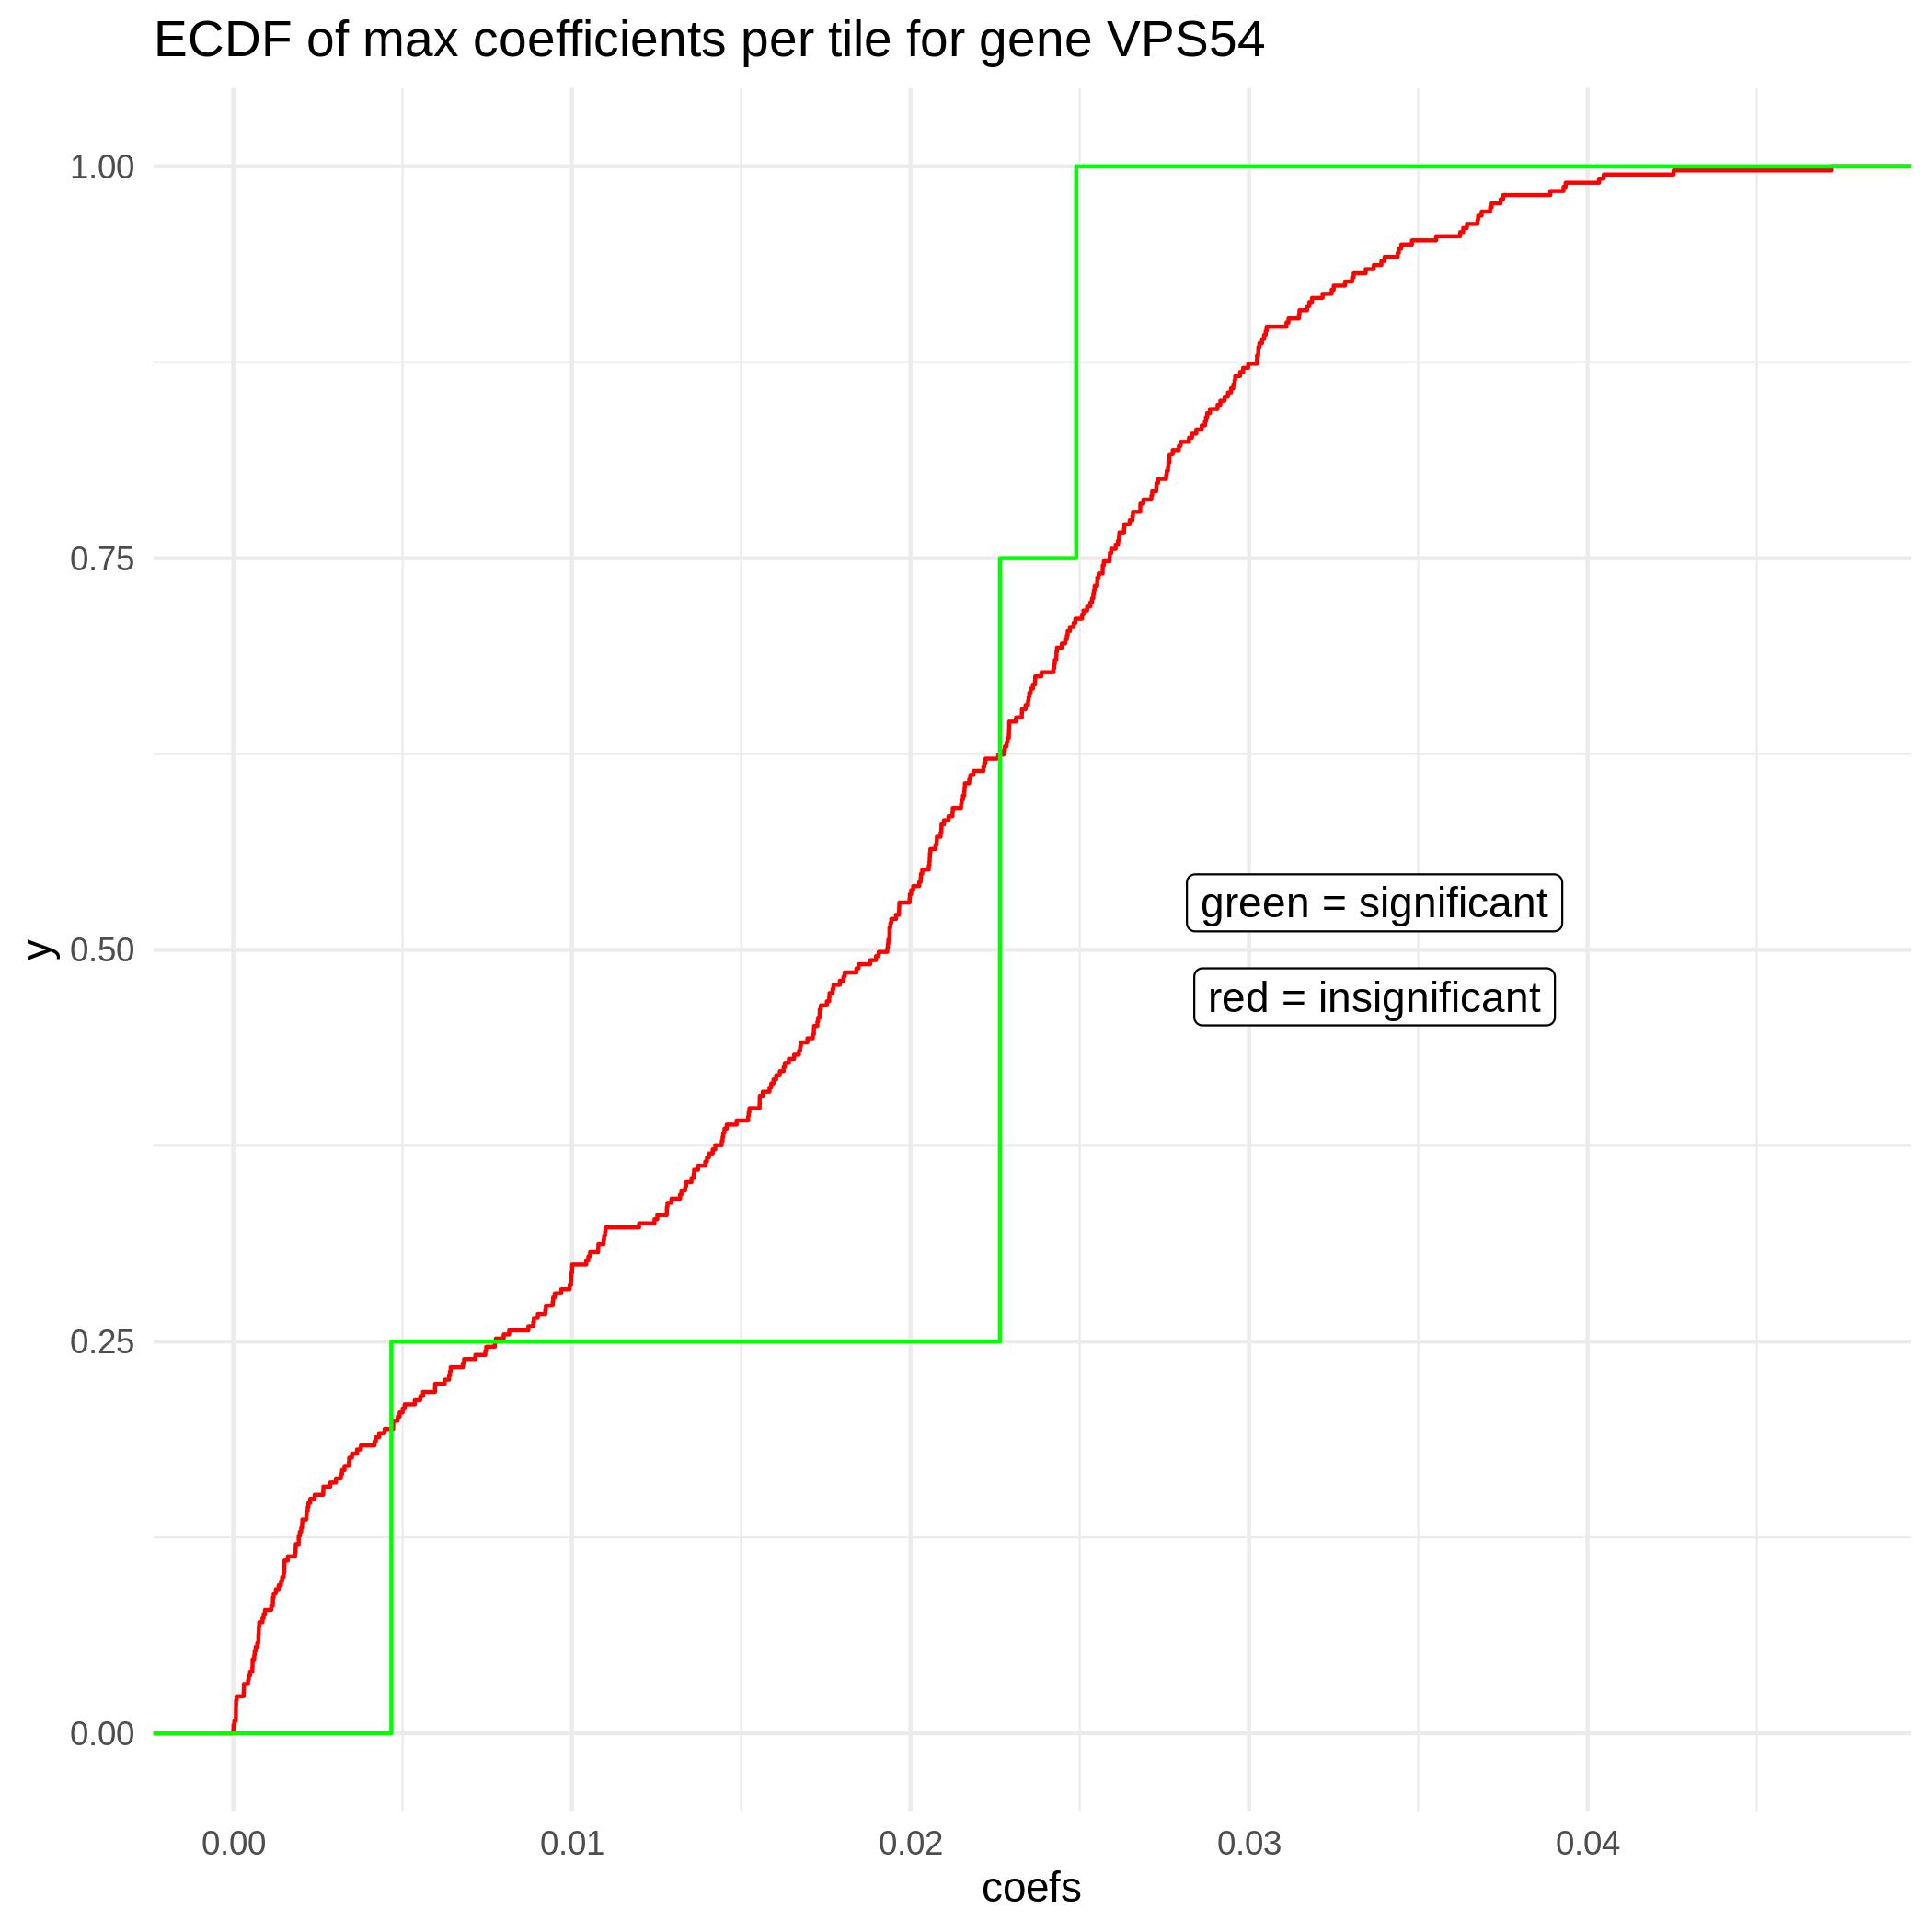 ECDF of max coefficients per tile for gene VPS54
1.00
0.75
0.50
0.25
0.00
y
green = significant
red = insignificant
0.00 0.01 0.02 0.03 0.04
coefs